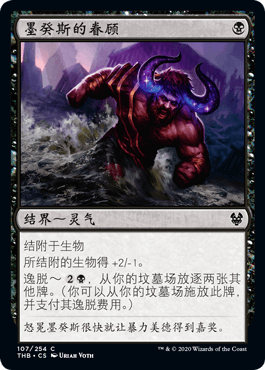 墨癸斯的眷顾
结界～灵气
结附于生物
所结附的生物得 +2/-1。
逸脱～2，从你的坟墓场放逐两张其
他牌。（你可以从你的坟墓场施放此牌，
并支付其逸脱费用。）
怒冤墨癸斯很快就让暴力美德得到嘉奖。
107/254 C
THB • CS Uriah Voth
™ & © 2020 Wizards of the Coast